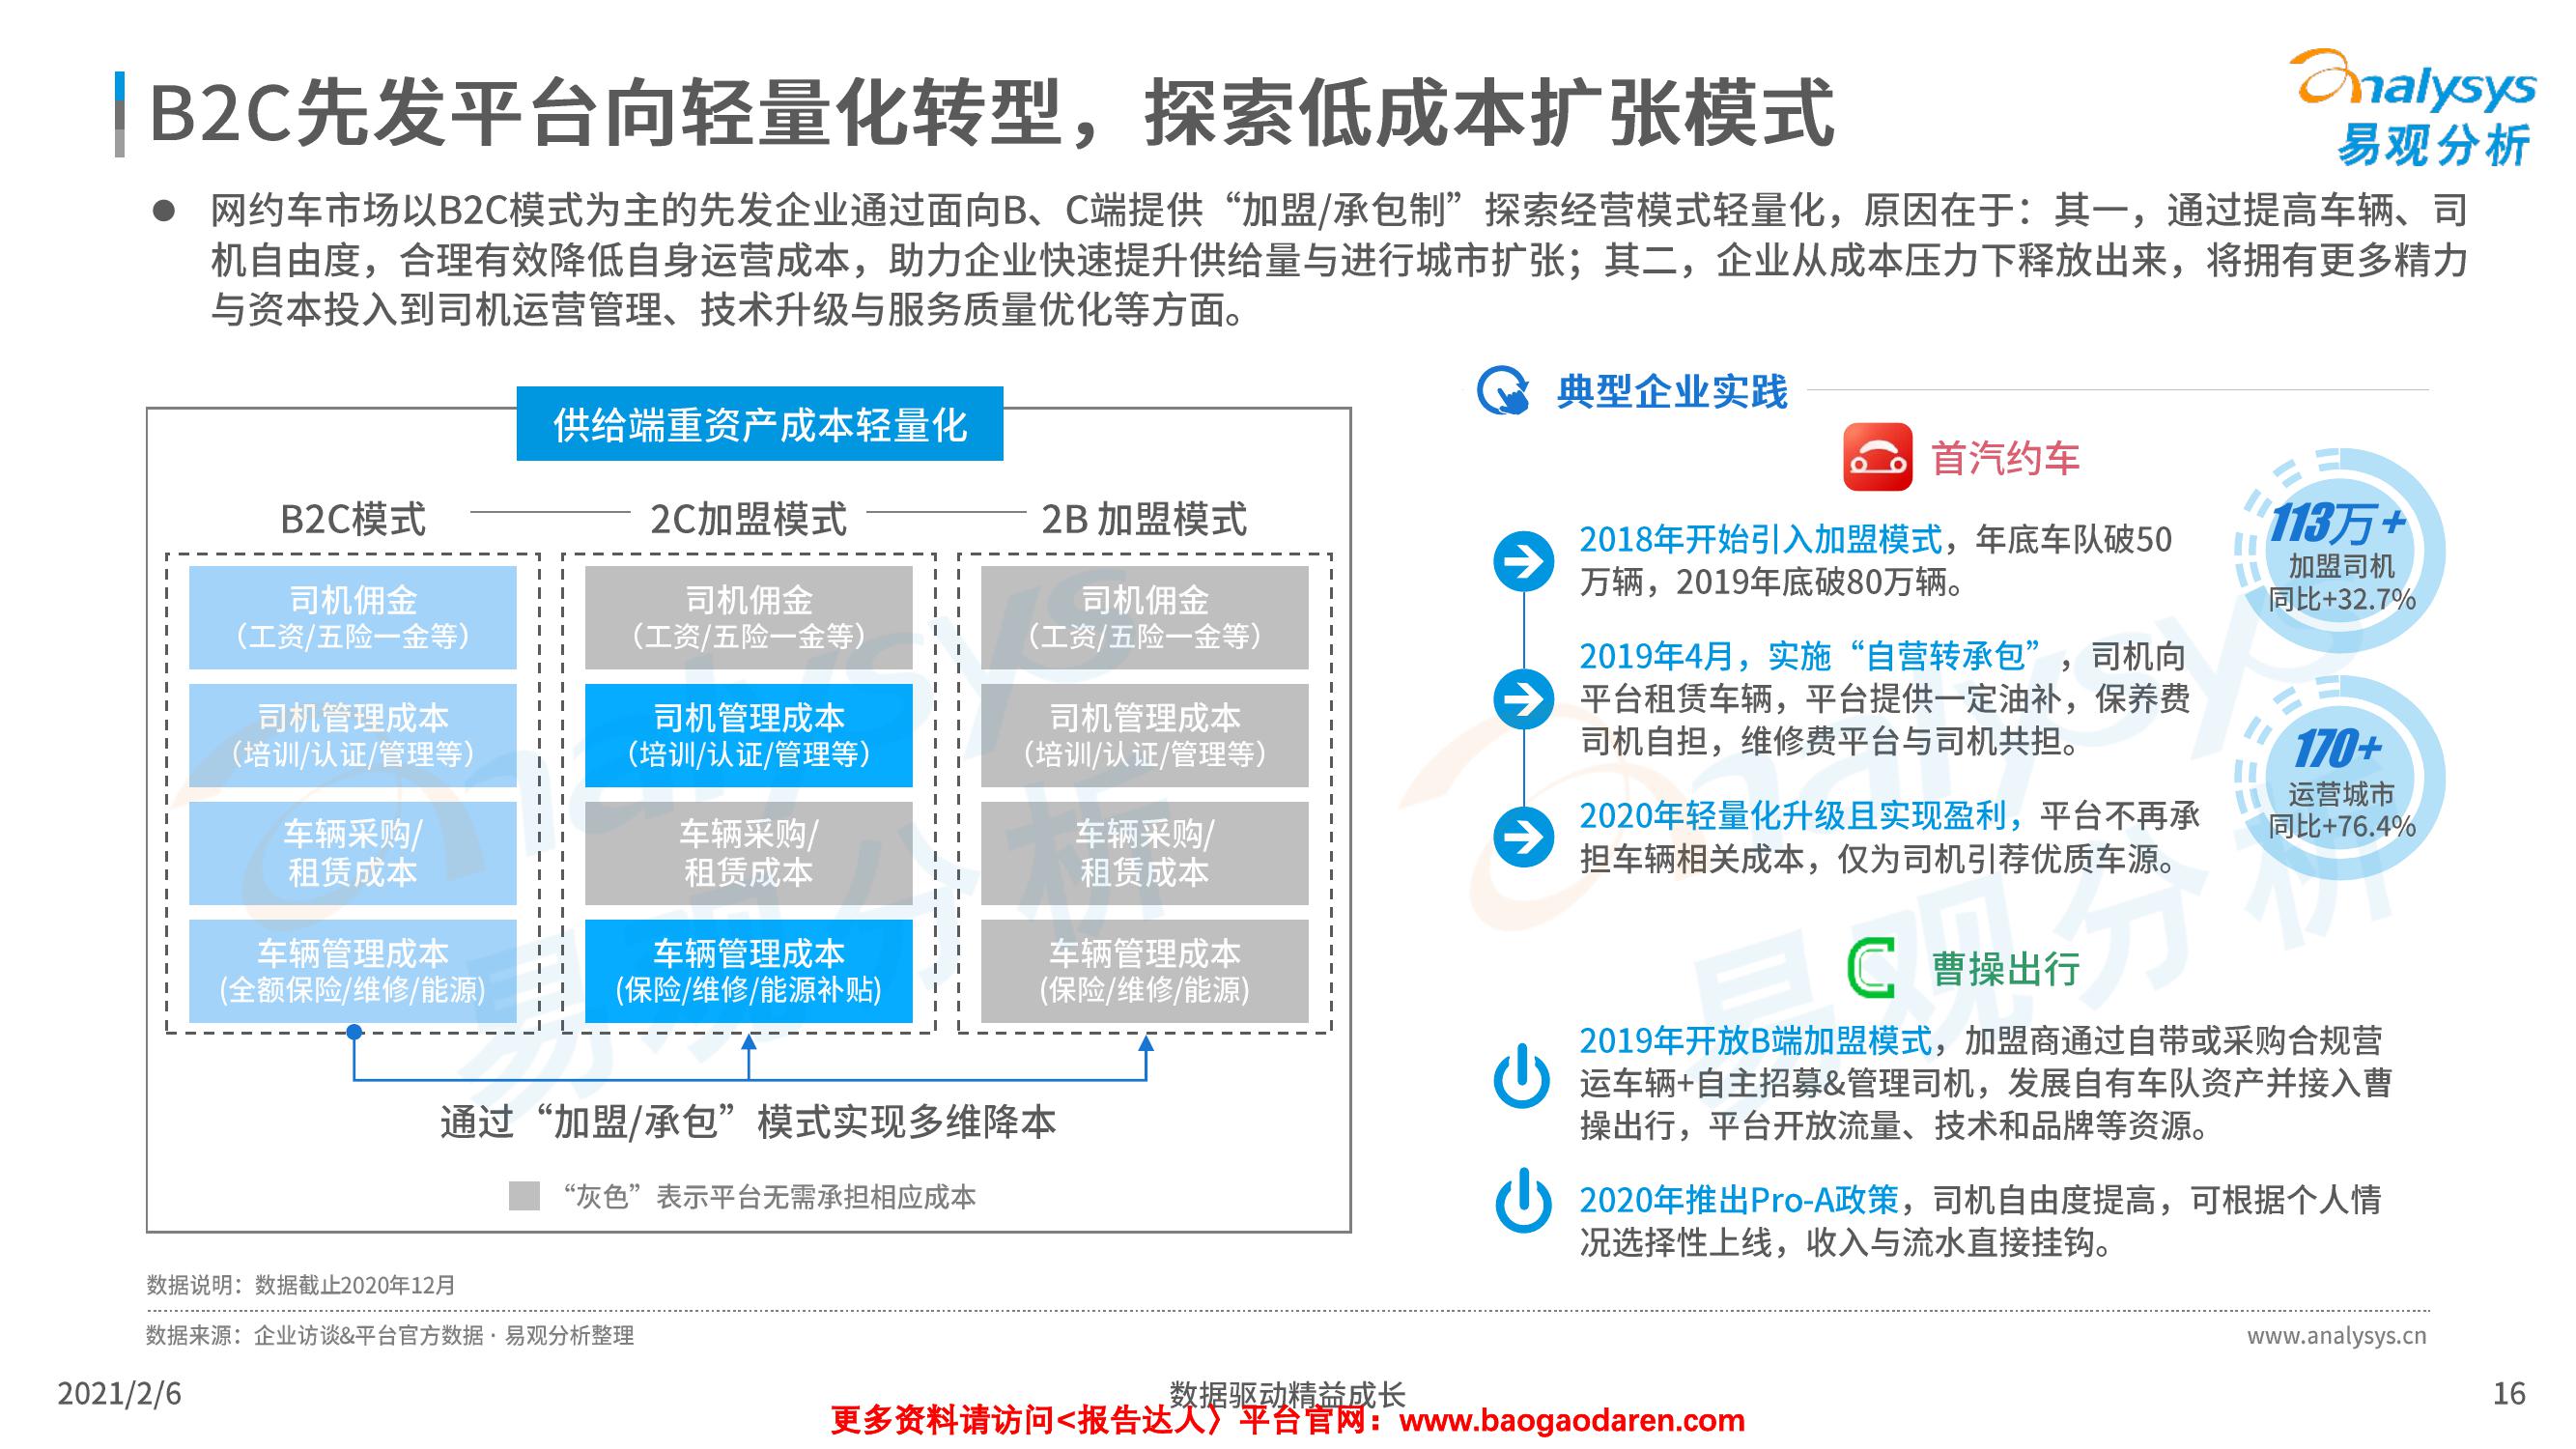 B2C先发平台向轻量化转型，探索低成本扩张模式
analysys
易观分析
● 网约车市场以B2C模式为主的先发企业通过面向B、C端提供“加盟/承包制”探索经营模式轻量化，原因在于：其一，通过提高车辆、司
机自由度，合理有效降低自身运营成本，助力企业快速提升供给量与进行城市扩张；其二，企业从成本压力下释放出来，将拥有更多精力
与资本投入到司机运营管理、技术升级与服务质量优化等方面。
供给端重资产成本轻量化
B2C模式
2C加盟模式
2B 加盟模式
司机佣金
（工资/五险一金等）
司机管理成本
（培训/认证/管理等）
车辆采购/
租赁成本
车辆管理成本
(全额保险/维修/能源)
司机佣金
（工资/五险一金等）
司机管理成本
（培训/认证/管理等）
车辆采购/
租赁成本
车辆管理成本
(保险/维修/能源补贴)
司机佣金
（工资/五险一金等）
司机管理成本
（培训/认证/管理等）
车辆采购/
租赁成本
车辆管理成本
(保险/维修/能源)
通过“加盟/承包”模式实现多维降本
“灰色”表示平台无需承担相应成本
典型企业实践
首汽约车
2018年开始引入加盟模式，年底车队破50
万辆，2019年底破80万辆。
2019年4月，实施“自营转承包”，司机向
平台租赁车辆，平台提供一定油补，保养费
司机自担，维修费平台与司机共担。
2020年轻量化升级且实现盈利，平台不再承
担车辆相关成本，仅为司机引荐优质车源。
113万+
加盟司机
同比+32.7%
170+
运营城市
同比+76.4%
曹操出行
2019年开放B端加盟模式，加盟商通过自带或采购合规营
运车辆+自主招募&管理司机，发展自有车队资产并接入曹
操出行，平台开放流量、技术和品牌等资源。
2020年推出Pro-A政策，司机自由度提高，可根据个人情
况选择性上线，收入与流水直接挂钩。
数据说明：数据截止2020年12月
数据来源：企业访谈&平台官方数据 · 易观分析整理
www.analysys.cn
2021/2/6
数据驱动精益成长
16
更多资料请访问<报告达人〉平台官网：www.baogaodaren.com